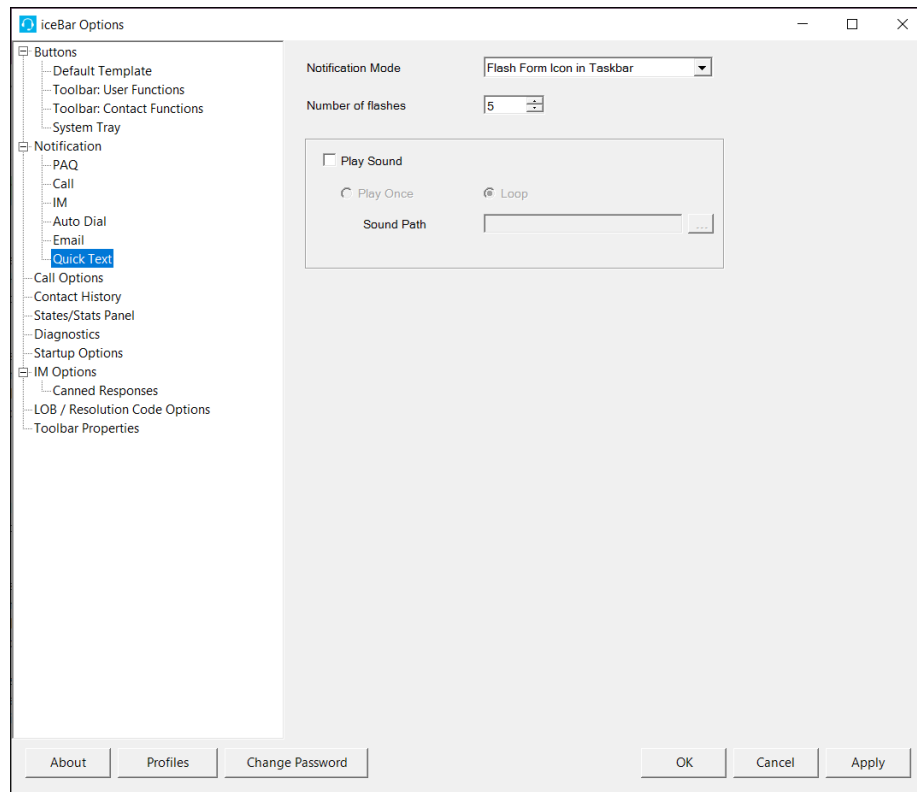 iceBar Options
Buttons
Default Template
Toolbar: User Functions
Toolbar: Contact Functions
System Tray
Notification
PAQ
Call
IM
Auto Dial
Email
Quick Text
Call Options
Contact History
States/Stats Panel
Diagnostics
Startup Options
IM Options
Canned Responses
LOB / Resolution Code Options
Toolbar Properties
Notification Mode Flash Form Icon in Taskbar
Number of flashes 5
Play Sound
Play Once Loop
Sound Path ...
About Profiles Change Password OK Cancel Apply